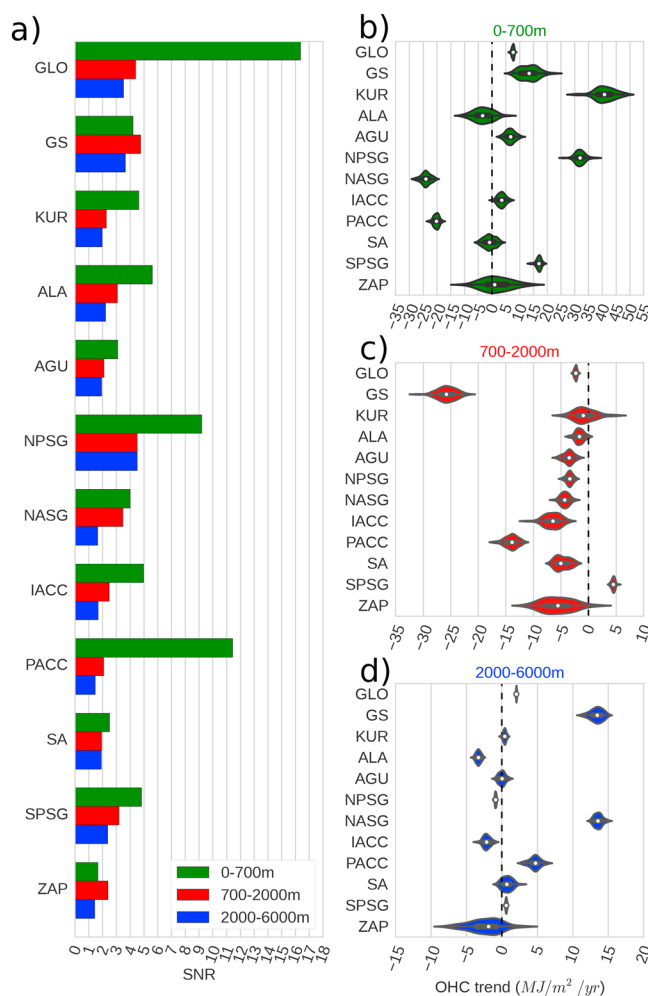 a)
GLO
GS
KUR
ALA
AGU
NPSG
NASG
IACC
PACC
SA
SPSG
ZAP
0-700m
700-2000m
2000-6000m
0 1 2 3 4 5 6 7 8 9 10 11 12 13 14 15 16 17 18
SNR
b)
0-700m
GLO
GS
KUR
ALA
AGU
NPSG
NASG
IACC
PACC
SA
SPSG
ZAP
−35 −30 −25 −20 −15 −10 −5 0 5 10 15 20 25 30 35 40 45 50 55
c)
700-2000m
GLO
GS
KUR
ALA
AGU
NPSG
NASG
IACC
PACC
SA
SPSG
ZAP
−35 −30 −25 −20 −15 −10 −5 0 5 10
d)
2000-6000m
GLO
GS
KUR
ALA
AGU
NPSG
NASG
IACC
PACC
SA
SPSG
ZAP
−15 −10 −5 0 5 10 15 20
OHC trend (MJ/m² /yr)